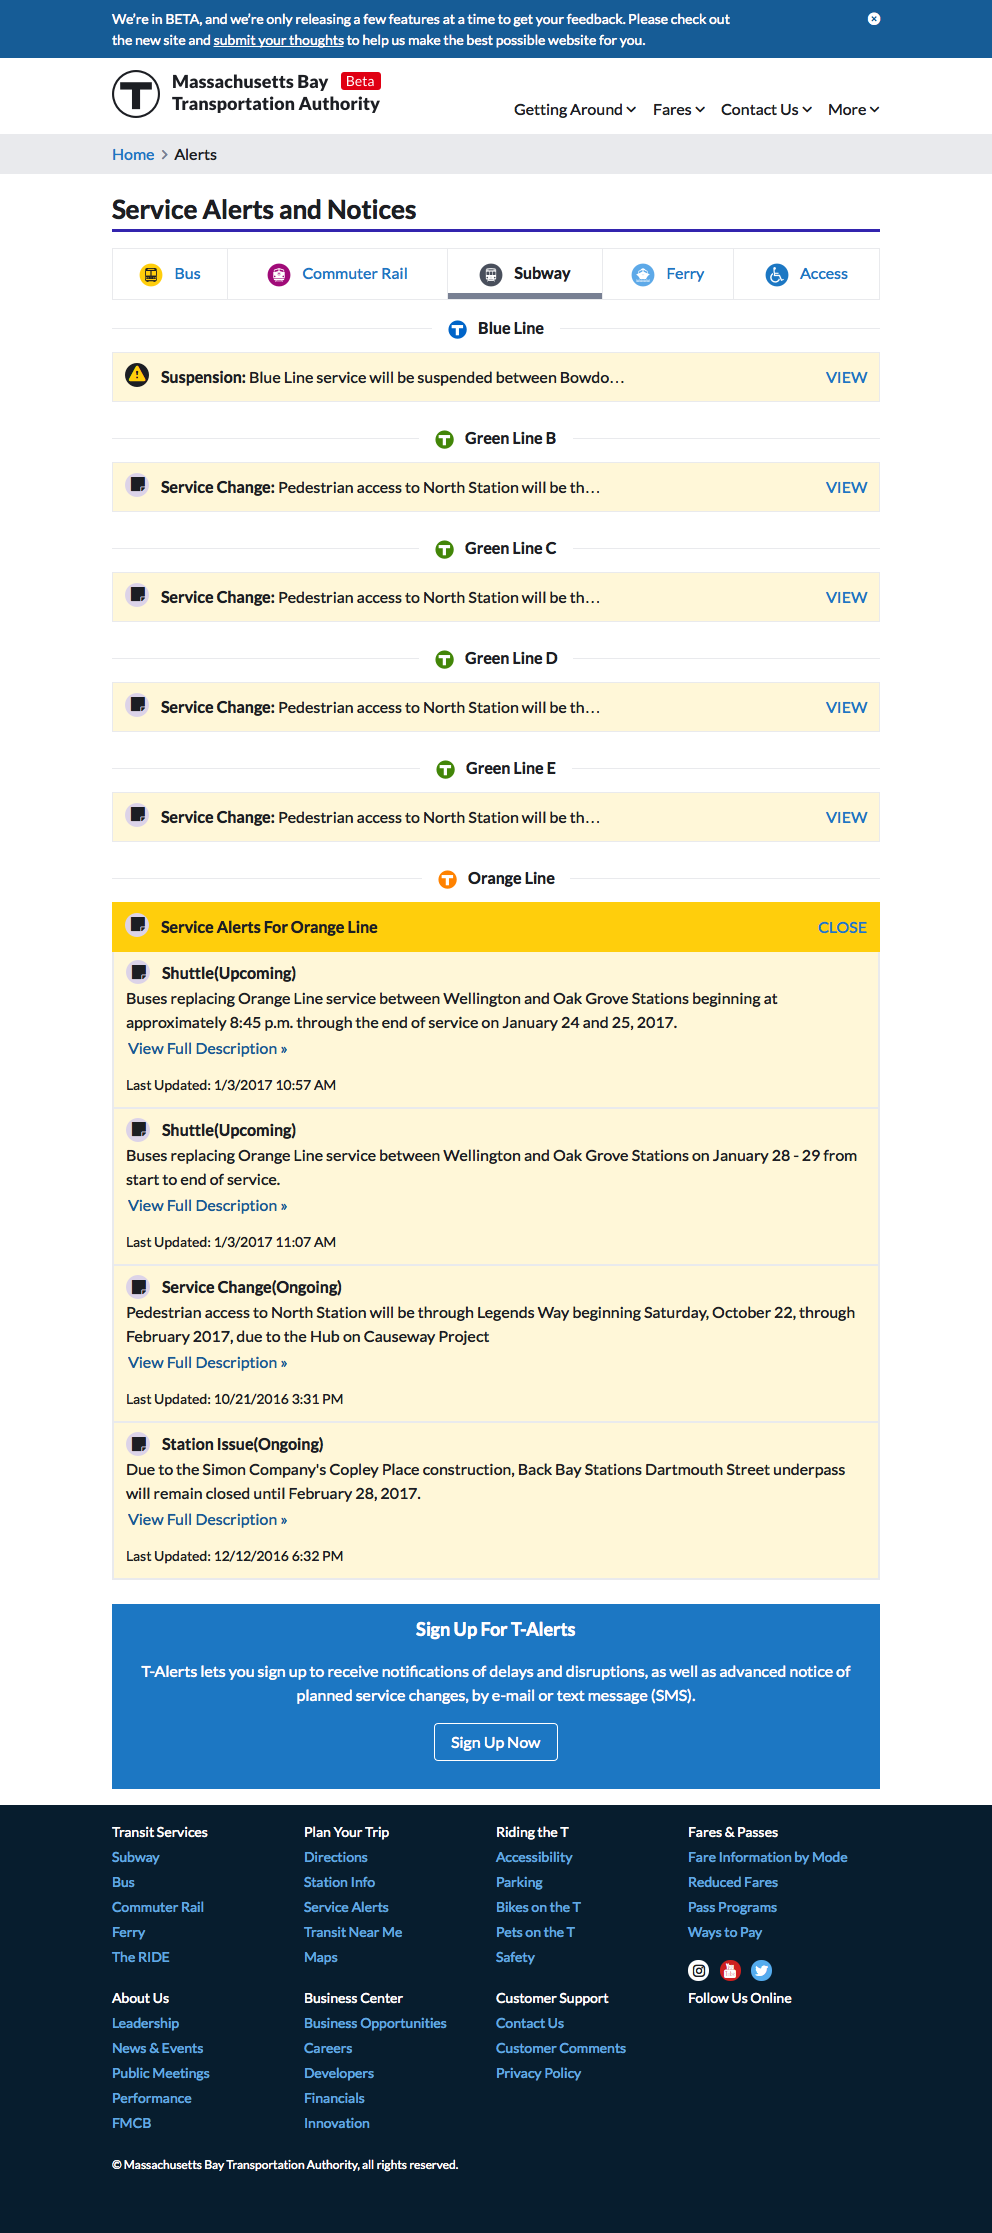 We're in BETA, and we're only releasing a few features at a time to get your feedback. Please check out
the new site and submit your thoughts to help us make the best possible website for you.
T Massachusetts Bay Beta
Transportation Authority
Getting Around Fares Contact Us More
Home > Alerts
Service Alerts and Notices
Bus Commuter Rail Subway Ferry Access
T Blue Line
Suspension: Blue Line service will be suspended between Bowdo... VIEW
T Green Line B
Service Change: Pedestrian access to North Station will be th... VIEW
T Green Line C
Service Change: Pedestrian access to North Station will be th... VIEW
T Green Line D
Service Change: Pedestrian access to North Station will be th... VIEW
T Green Line E
Service Change: Pedestrian access to North Station will be th... VIEW
T Orange Line
Service Alerts For Orange Line CLOSE
Shuttle(Upcoming)
Buses replacing Orange Line service between Wellington and Oak Grove Stations beginning at
approximately 8:45 p.m. through the end of service on January 24 and 25, 2017.
View Full Description »
Last Updated: 1/3/2017 10:57 AM
Shuttle(Upcoming)
Buses replacing Orange Line service between Wellington and Oak Grove Stations on January 28 - 29 from
start to end of service.
View Full Description »
Last Updated: 1/3/2017 11:07 AM
Service Change(Ongoing)
Pedestrian access to North Station will be through Legends Way beginning Saturday, October 22, through
February 2017, due to the Hub on Causeway Project
View Full Description »
Last Updated: 10/21/2016 3:31 PM
Station Issue(Ongoing)
Due to the Simon Company's Copley Place construction, Back Bay Stations Dartmouth Street underpass
will remain closed until February 28, 2017.
View Full Description »
Last Updated: 12/12/2016 6:32 PM
Sign Up For T-Alerts
T-Alerts lets you sign up to receive notifications of delays and disruptions, as well as advanced notice of
planned service changes, by e-mail or text message (SMS).
Sign Up Now
Transit Services
Subway
Bus
Commuter Rail
Ferry
The RIDE
Plan Your Trip
Directions
Station Info
Service Alerts
Transit Near Me
Maps
Riding the T
Accessibility
Parking
Bikes on the T
Pets on the T
Safety
Fares & Passes
Fare Information by Mode
Reduced Fares
Pass Programs
Ways to Pay
About Us
Leadership
News & Events
Public Meetings
Performance
FMCB
Business Center
Business Opportunities
Careers
Developers
Financials
Innovation
Customer Support
Contact Us
Customer Comments
Privacy Policy
Follow Us Online
© Massachusetts Bay Transportation Authority, all rights reserved.